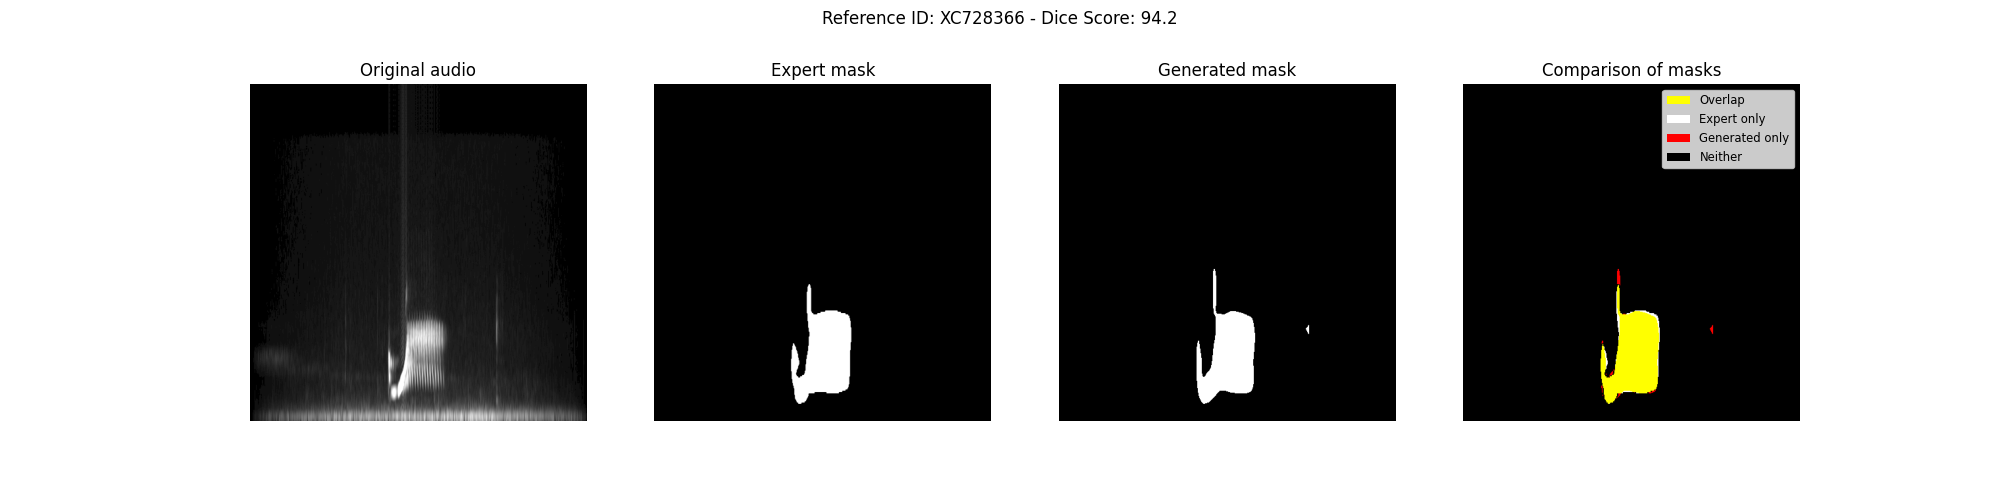 Reference ID: XC728366 - Dice Score: 94.2
Original audio
Expert mask
Generated mask
Comparison of masks
Overlap
Expert only
Generated only
Neither